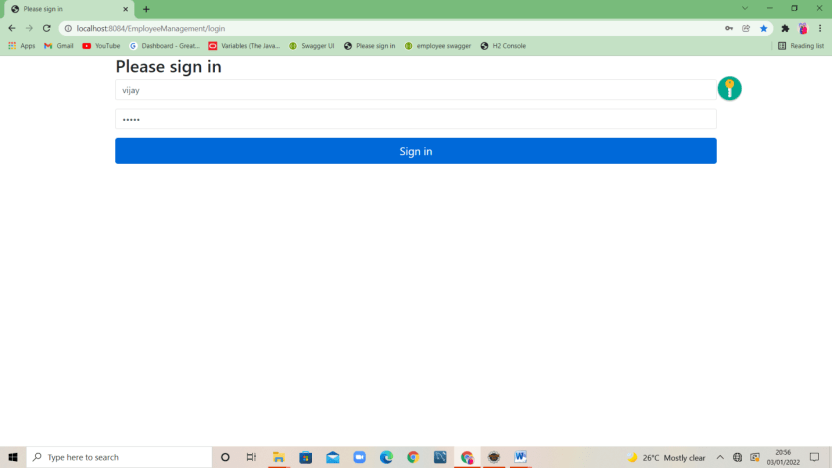 Please sign in
localhost:8084/EmployeeManagement/login
Apps Gmail YouTube Dashboard - Great... Variables (The Java... Swagger UI Please sign in employee swagger H2 Console Reading list
Please sign in
vijay
•••••
Sign in
Type here to search
26°C Mostly clear
20:56
03/01/2022